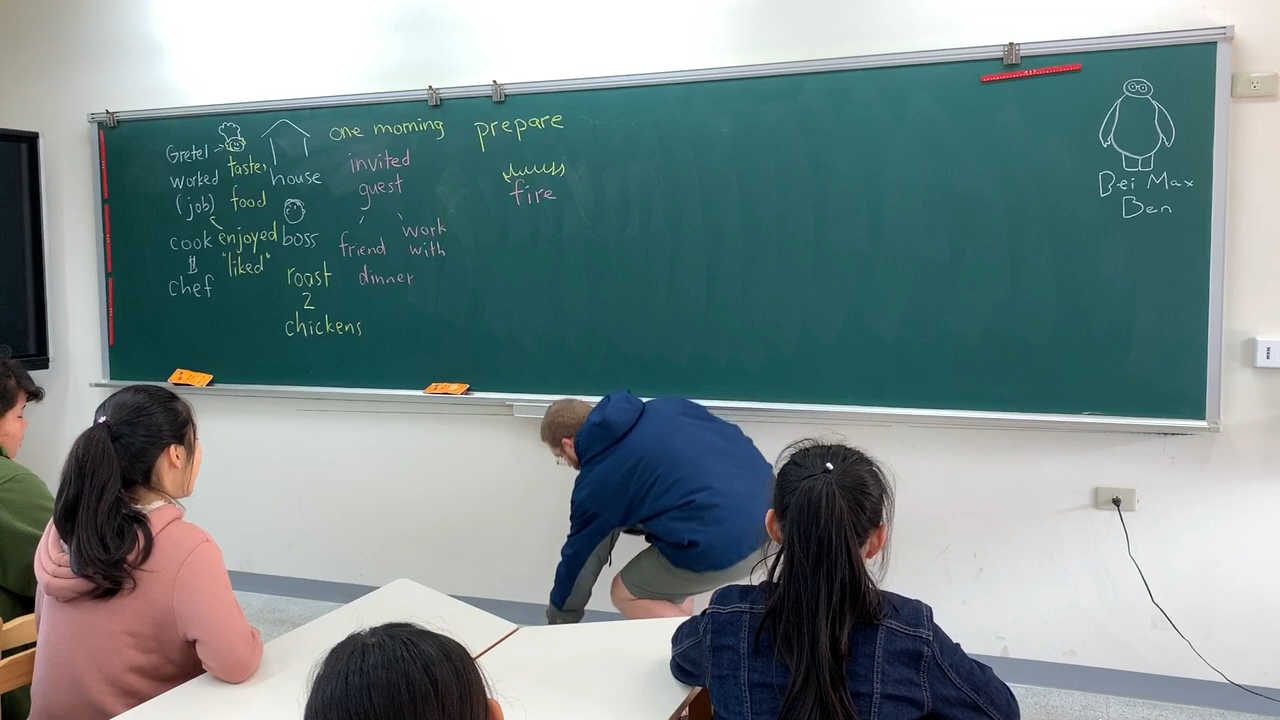 Gretel
worked
(job)
cook
chef
tastes
food
enjoyed
"liked"
house
boss
roast
2
chickens
one morning
invited
guest
friend
work
with
dinner
prepare
fire
Bei Max
Ben